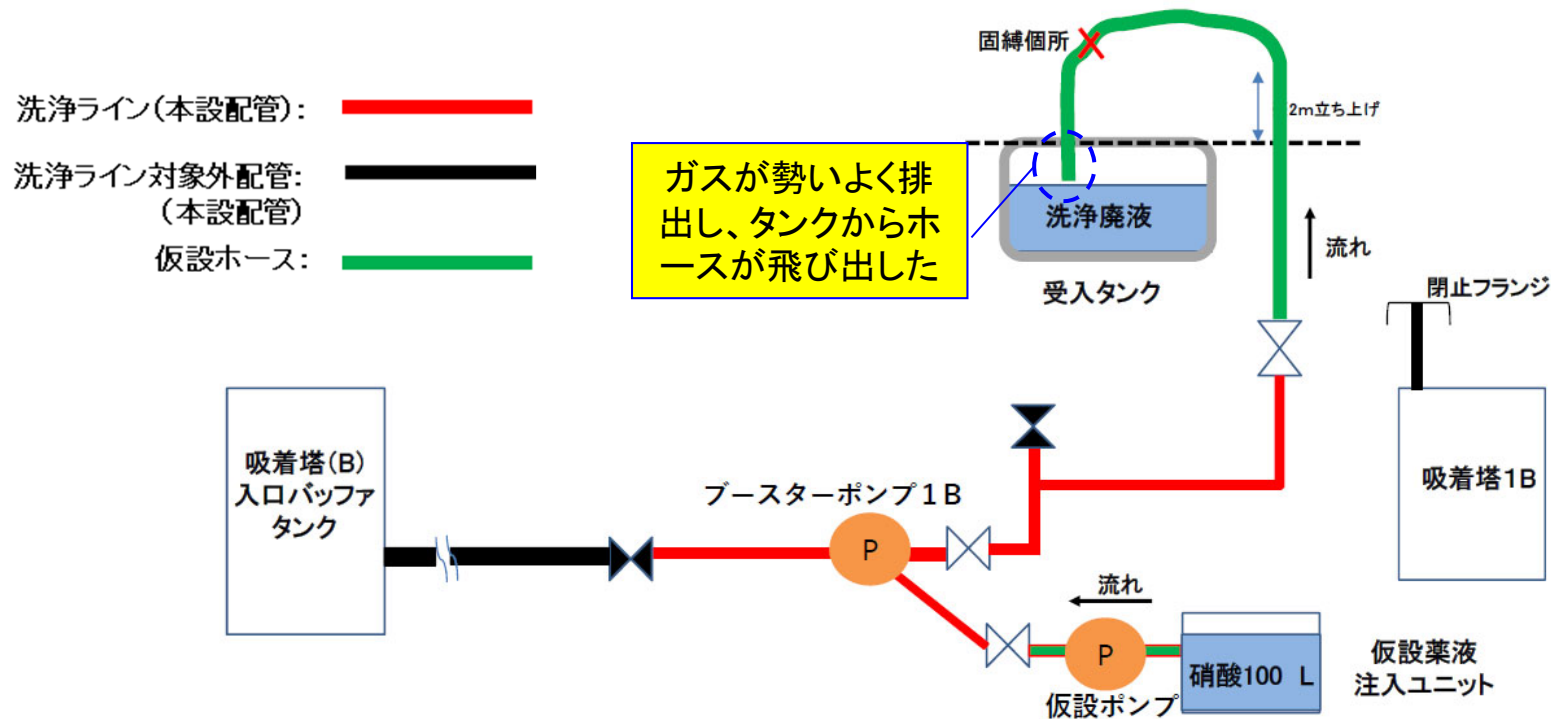 固縛個所
洗浄ライン(本設配管):
2m立ち上げ
洗浄ライン対象外配管:
(本設配管)
仮設ホース:
ガスが勢いよく排
出し、タンクからホ
ースが飛び出した
洗浄廃液
受入タンク
流れ
閉止フランジ
吸着塔(B)
入口バッファ
タンク
ブースターポンプ1B
P
吸着塔1B
流れ
P
仮設ポンプ
硝酸100 L
仮設薬液
注入ユニット